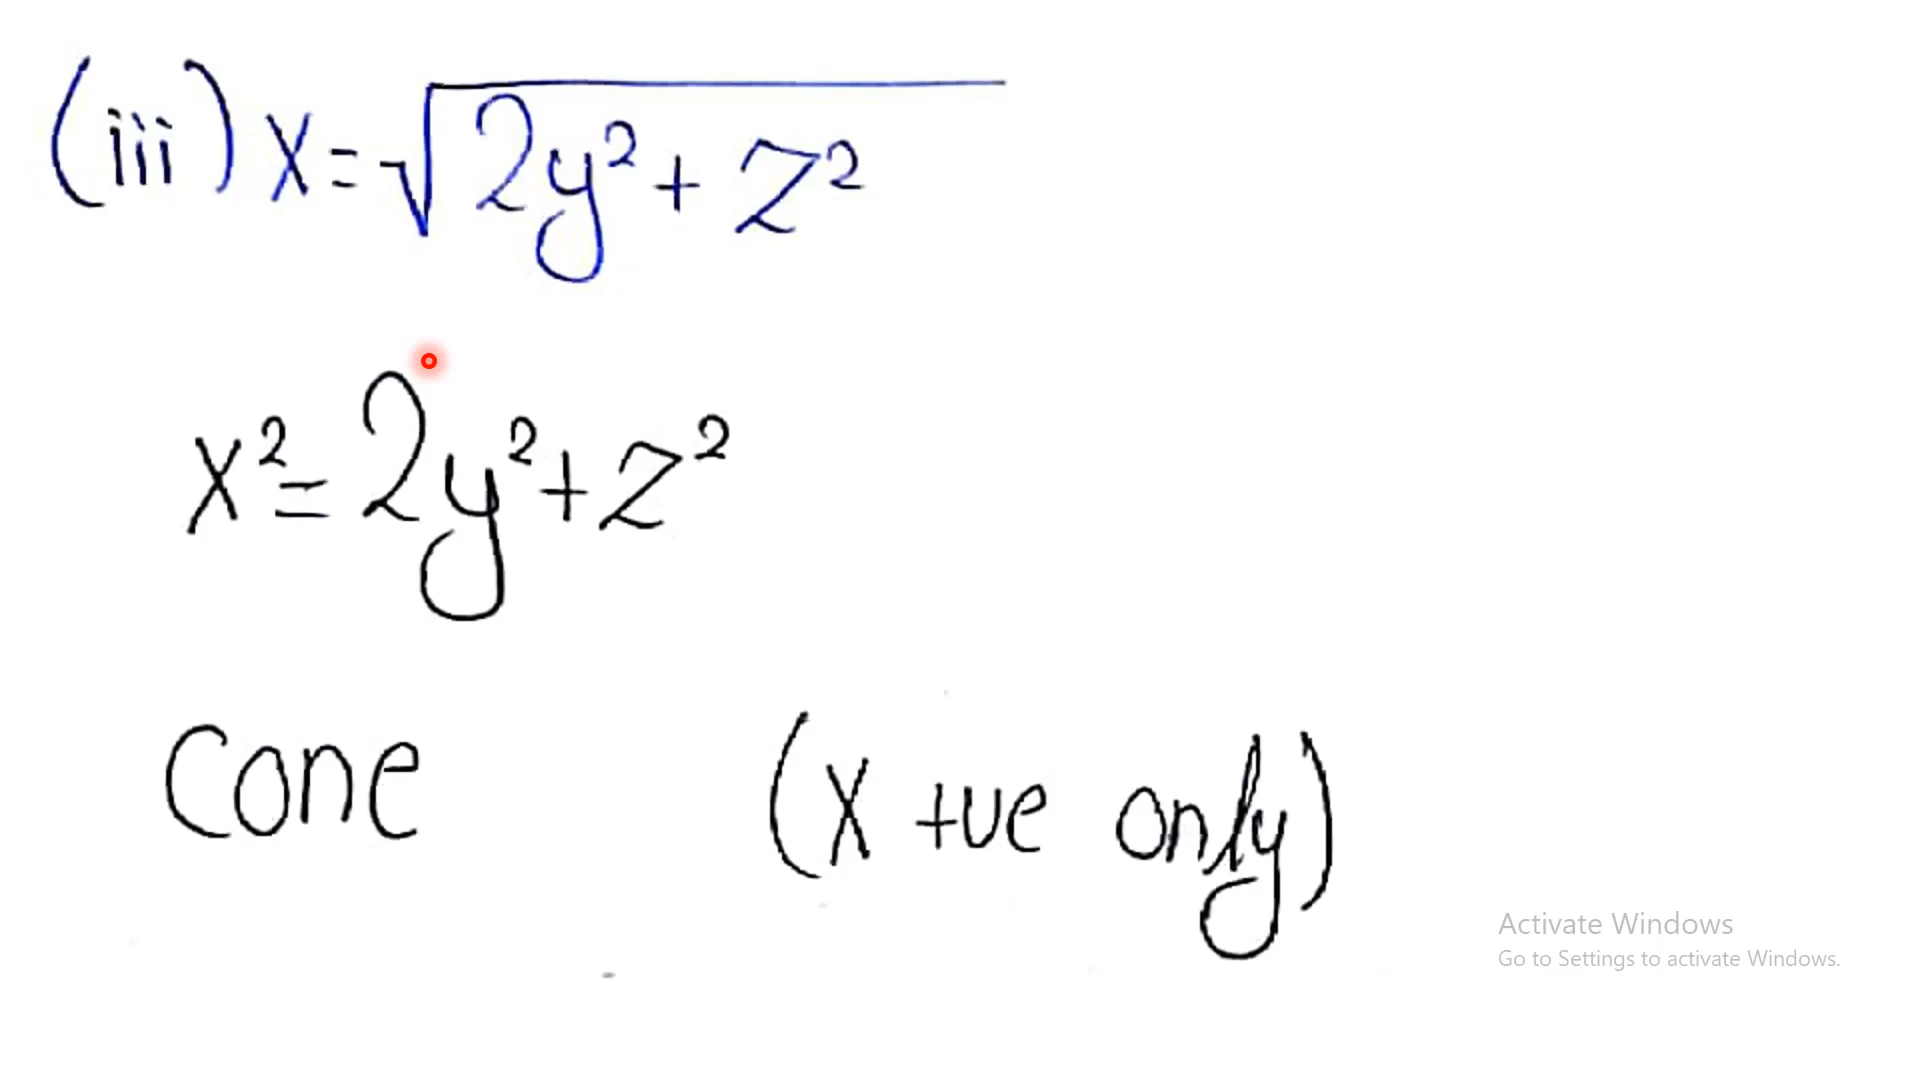 (iii) x = √(2y² + z²)
x² = 2y² + z²
Cone (x +ve only)
Activate Windows
Go to Settings to activate Windows.